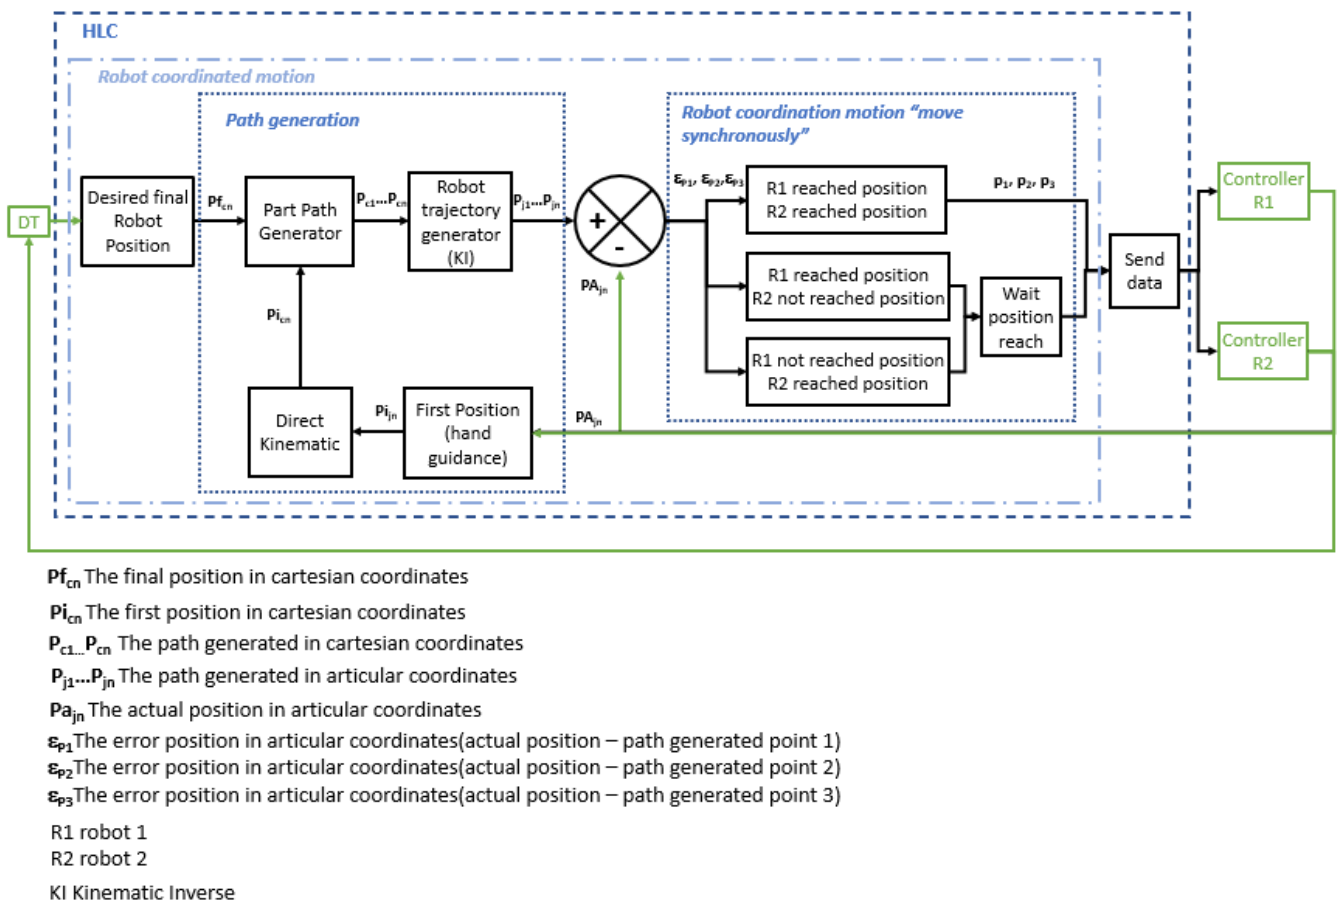 HLC
Robot coordinated motion
Path generation
Robot coordination motion “move
synchronously”
DT
Desired final
Robot
Position
Pfcn
Part Path
Generator
Pc1...Pcn
Robot
trajectory
generator
(KI)
Pj1...Pjn
+
-
PAjn
εP1, εP2,εP3
R1 reached position
R2 reached position
P1, P2, P3
R1 reached position
R2 not reached position
R1 not reached position
R2 reached position
Wait
position
reach
Send
data
Controller
R1
Controller
R2
Picn
Direct
Kinematic
Pijn
First Position
(hand
guidance)
PAjn
Pfcn The final position in cartesian coordinates
Picn The first position in cartesian coordinates
Pc1...Pcn The path generated in cartesian coordinates
Pj1...Pjn The path generated in articular coordinates
Pajn The actual position in articular coordinates
εP1The error position in articular coordinates(actual position – path generated point 1)
εP2The error position in articular coordinates(actual position – path generated point 2)
εP3The error position in articular coordinates(actual position – path generated point 3)
R1 robot 1
R2 robot 2
KI Kinematic Inverse